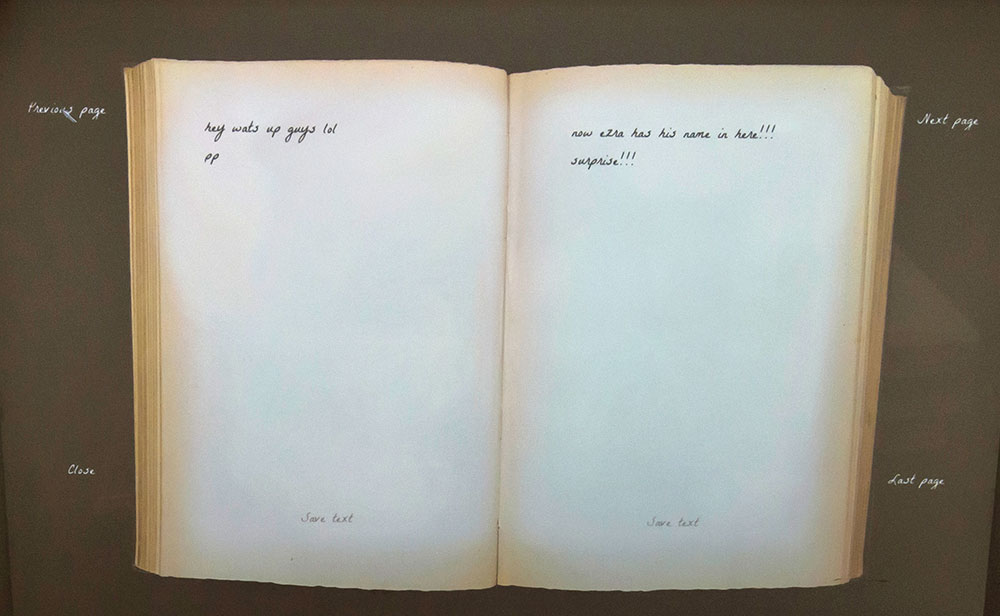 Previous page
hey wats up guys lol
pp
Save text
Close
now ezra has his name in here!!!
surprise!!!
Save text
Next page
Last page